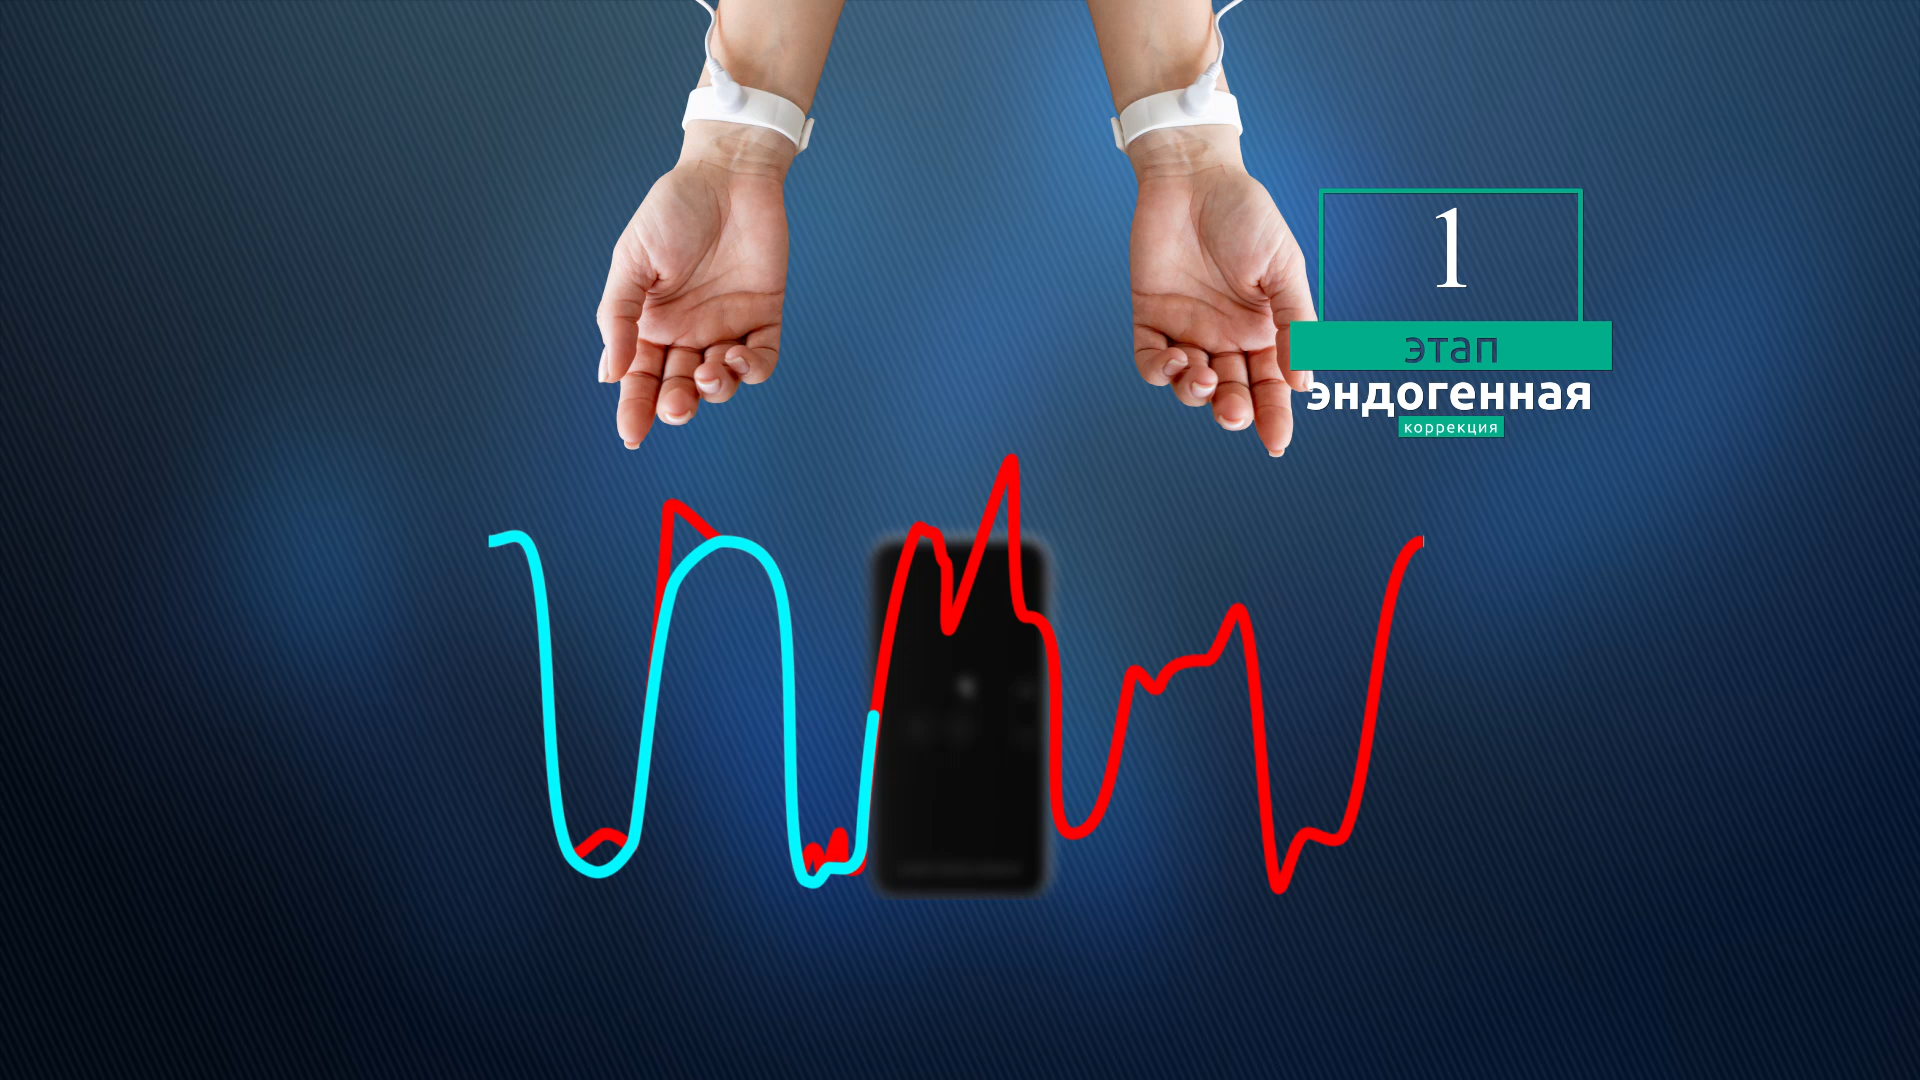 1
этап
эндогенная
коррекция